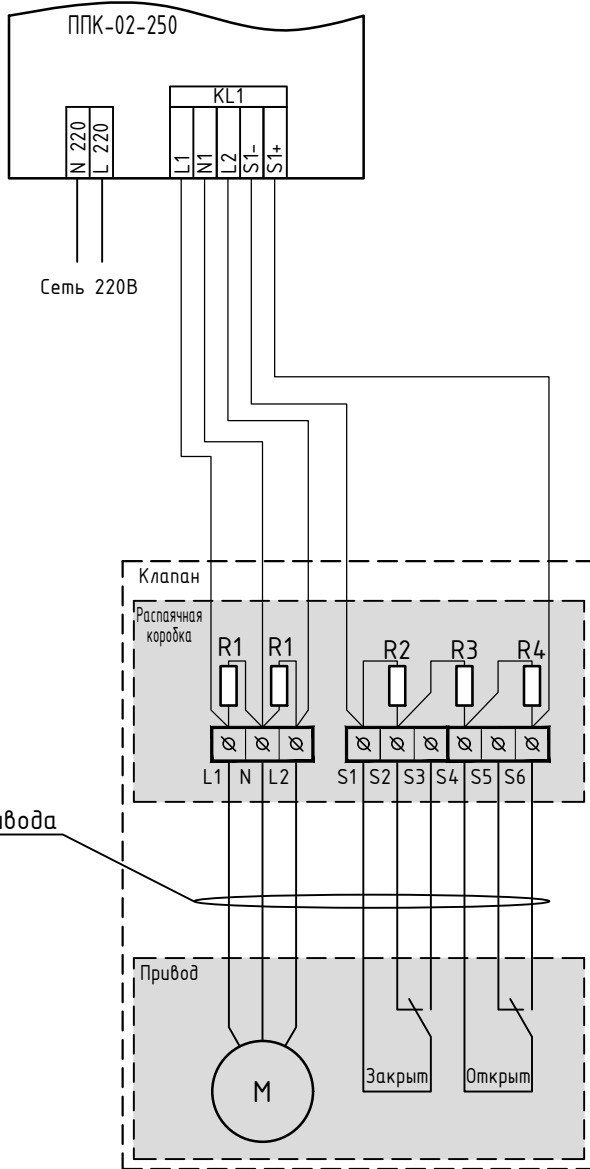 ППК-02-250
KL1
N 220
L 220
L1
N1
L2
S1-
S1+
Сеть 220В
Клапан
Распаячная
коробка
R1 R1 R2 R3 R4
L1 N L2 S1 S2 S3 S4 S5 S6
Привод
M
Закрыт
Открыт